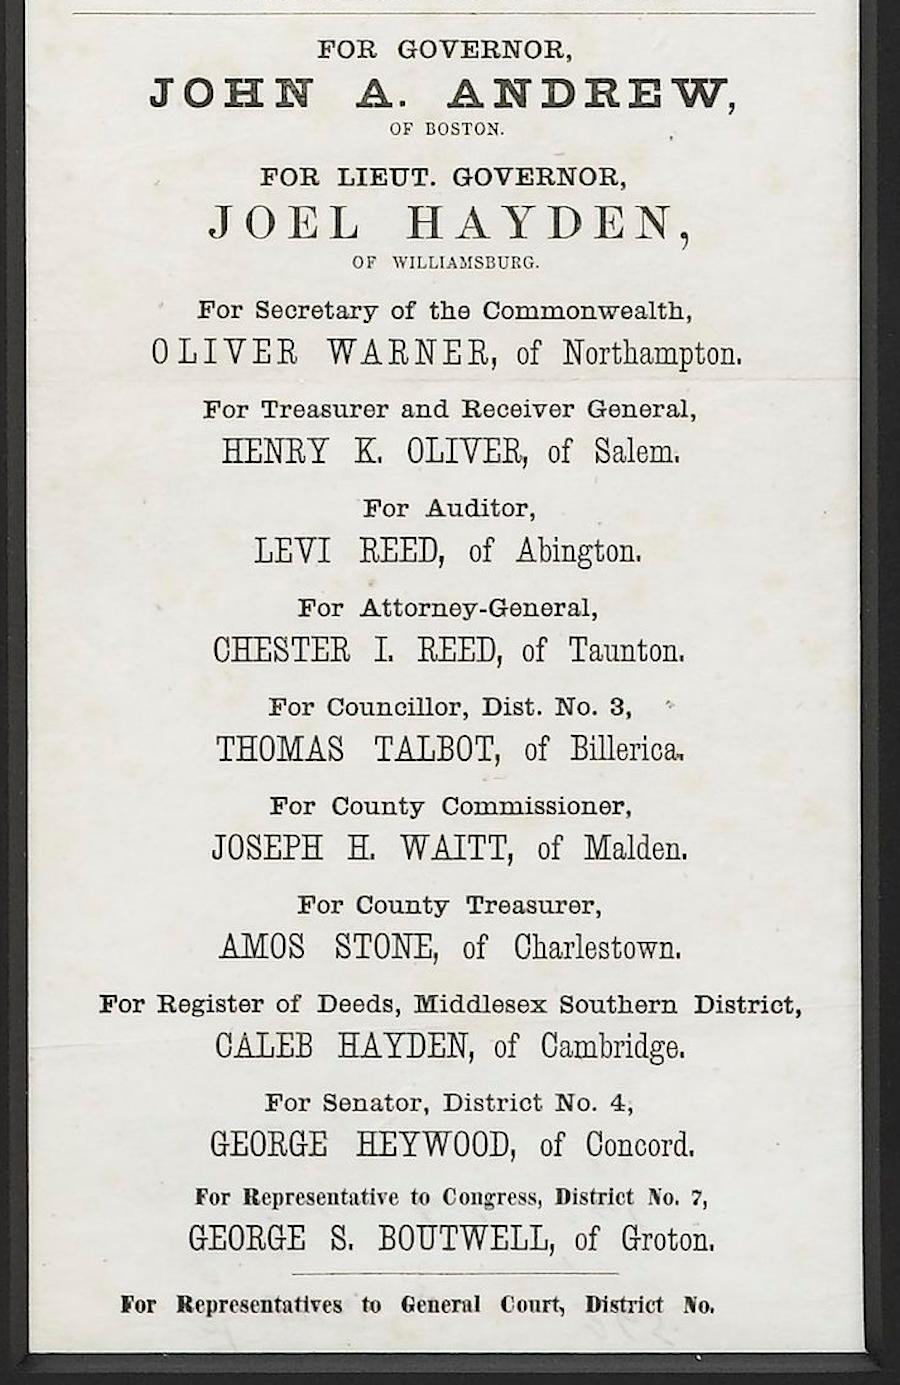 FOR GOVERNOR,
JOHN A. ANDREW,
OF BOSTON.
FOR LIEUT. GOVERNOR,
JOEL HAYDEN,
OF WILLIAMSBURG.
For Secretary of the Commonwealth,
OLIVER WARNER, of Northampton.
For Treasurer and Receiver General,
HENRY K. OLIVER, of Salem.
For Auditor,
LEVI REED, of Abington.
For Attorney-General,
CHESTER I. REED, of Taunton.
For Councillor, Dist. No. 3,
THOMAS TALBOT, of Billerica.
For County Commissioner,
JOSEPH H. WAITT, of Malden.
For County Treasurer,
AMOS STONE, of Charlestown.
For Register of Deeds, Middlesex Southern District,
CALEB HAYDEN, of Cambridge.
For Senator, District No. 4,
GEORGE HEYWOOD, of Concord.
For Representative to Congress, District No. 7,
GEORGE S. BOUTWELL, of Groton.
For Representatives to General Court, District No.